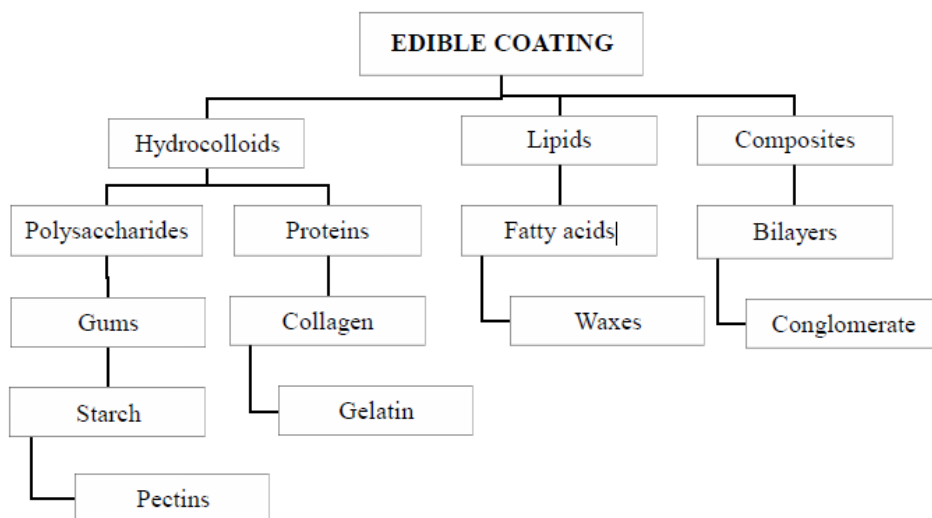 EDIBLE COATING
Hydrocolloids
Lipids
Composites
Polysaccharides
Proteins
Fatty acids
Bilayers
Gums
Collagen
Waxes
Conglomerate
Starch
Gelatin
Pectins